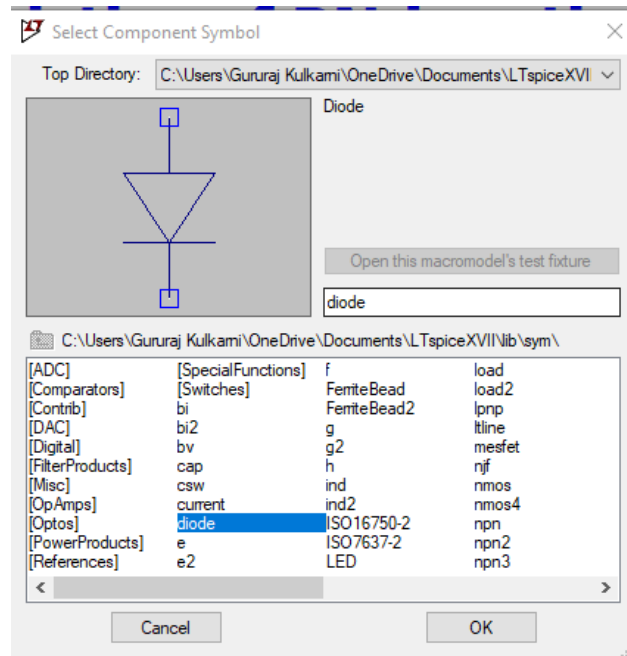 Select Component Symbol
Top Directory: C:\Users\Gururaj Kulkarni\OneDrive\Documents\LTspiceXVII
Diode
Open this macromodel's test fixture
diode
C:\Users\Gururaj Kulkarni\OneDrive\Documents\LTspiceXVII\lib\sym\
[ADC] [SpecialFunctions] f load
[Comparators] [Switches] FerriteBead load2
[Contrib] bi FerriteBead2 lpnp
[DAC] bi2 g ltline
[Digital] bv g2 mesfet
[FilterProducts] cap h njf
[Misc] csw ind nmos
[OpAmps] current ind2 nmos4
[Optos] diode ISO16750-2 npn
[PowerProducts] e ISO7637-2 npn2
[References] e2 LED npn3
Cancel OK